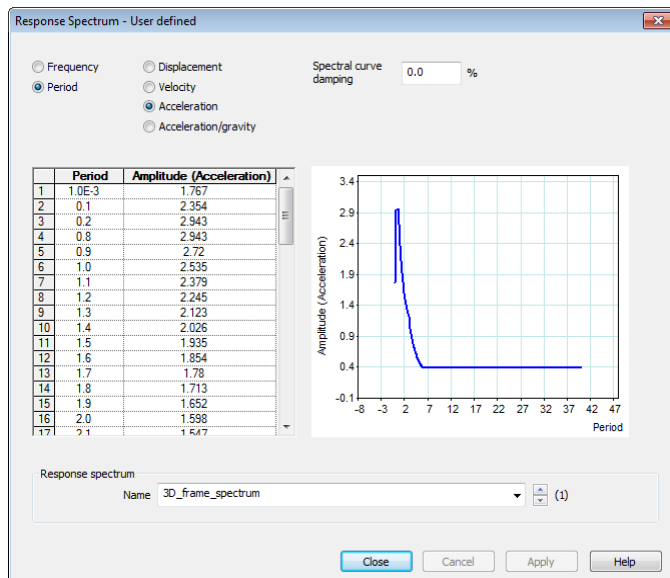 Response Spectrum - User defined
Frequency
Period
Displacement
Velocity
Acceleration
Acceleration/gravity
Spectral curve damping 0.0 %
Period Amplitude (Acceleration)
1 1.0E-3 1.767
2 0.1 2.354
3 0.2 2.943
4 0.8 2.943
5 0.9 2.72
6 1.0 2.535
7 1.1 2.379
8 1.2 2.245
9 1.3 2.123
10 1.4 2.026
11 1.5 1.935
12 1.6 1.854
13 1.7 1.78
14 1.8 1.713
15 1.9 1.652
16 2.0 1.598
17 2.1 1.547
Amplitude (Acceleration)
3.4
2.9
2.4
1.9
1.4
0.9
0.4
-0.1
-8 -3 2 7 12 17 22 27 32 37 42 47
Period
Response spectrum
Name 3D_frame_spectrum (1)
Close Cancel Apply Help